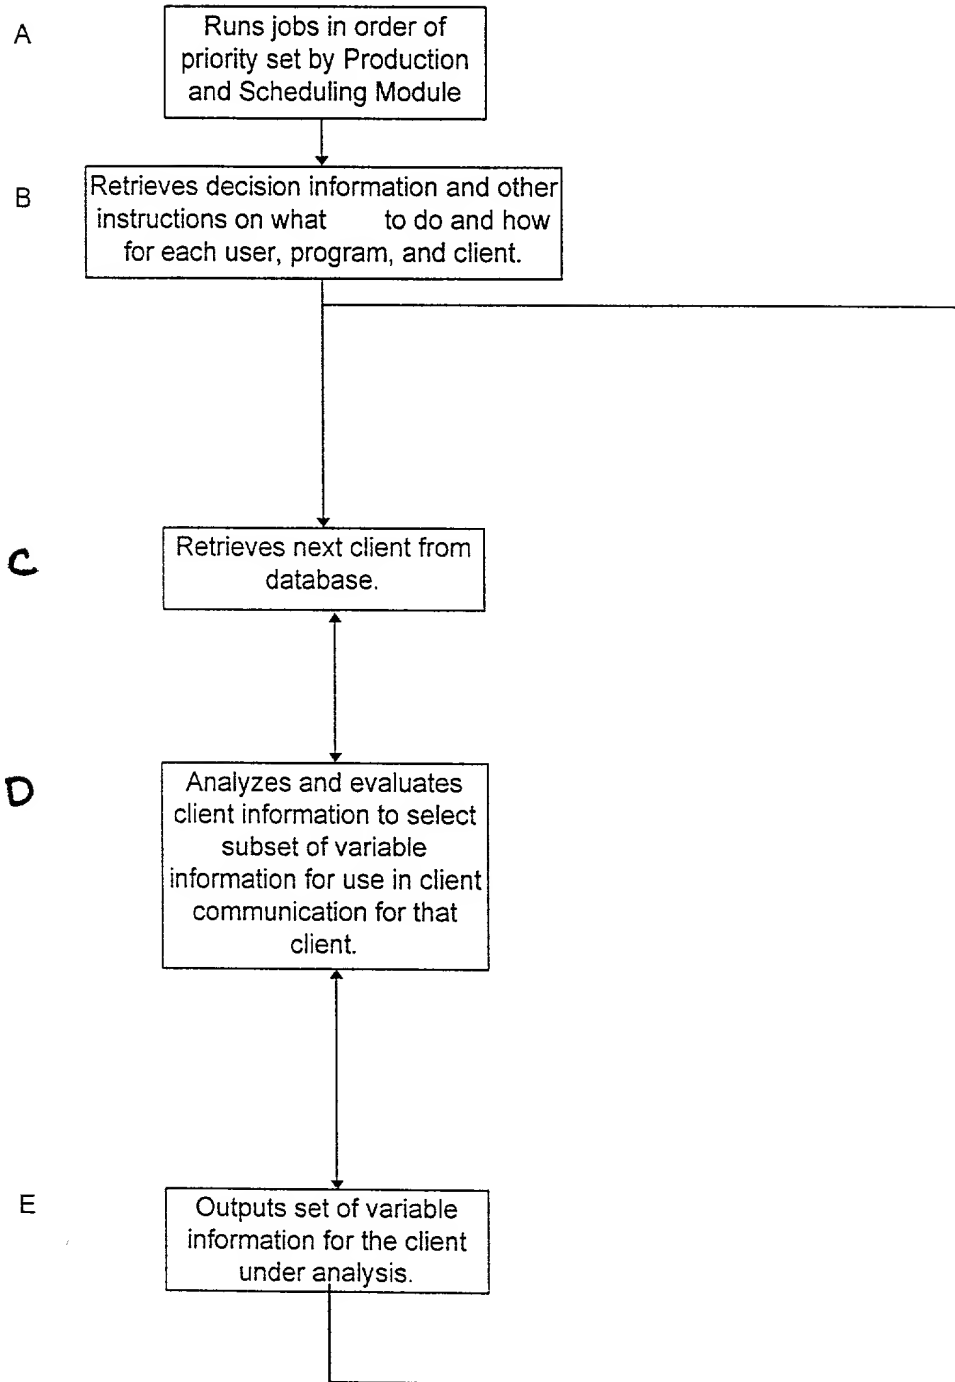 A
Runs jobs in order of
priority set by Production
and Scheduling Module
B
Retrieves decision information and other
instructions on what to do and how
for each user, program, and client.
C
Retrieves next client from
database.
D
Analyzes and evaluates
client information to select
subset of variable
information for use in client
communication for that
client.
E
Outputs set of variable
information for the client
under analysis.